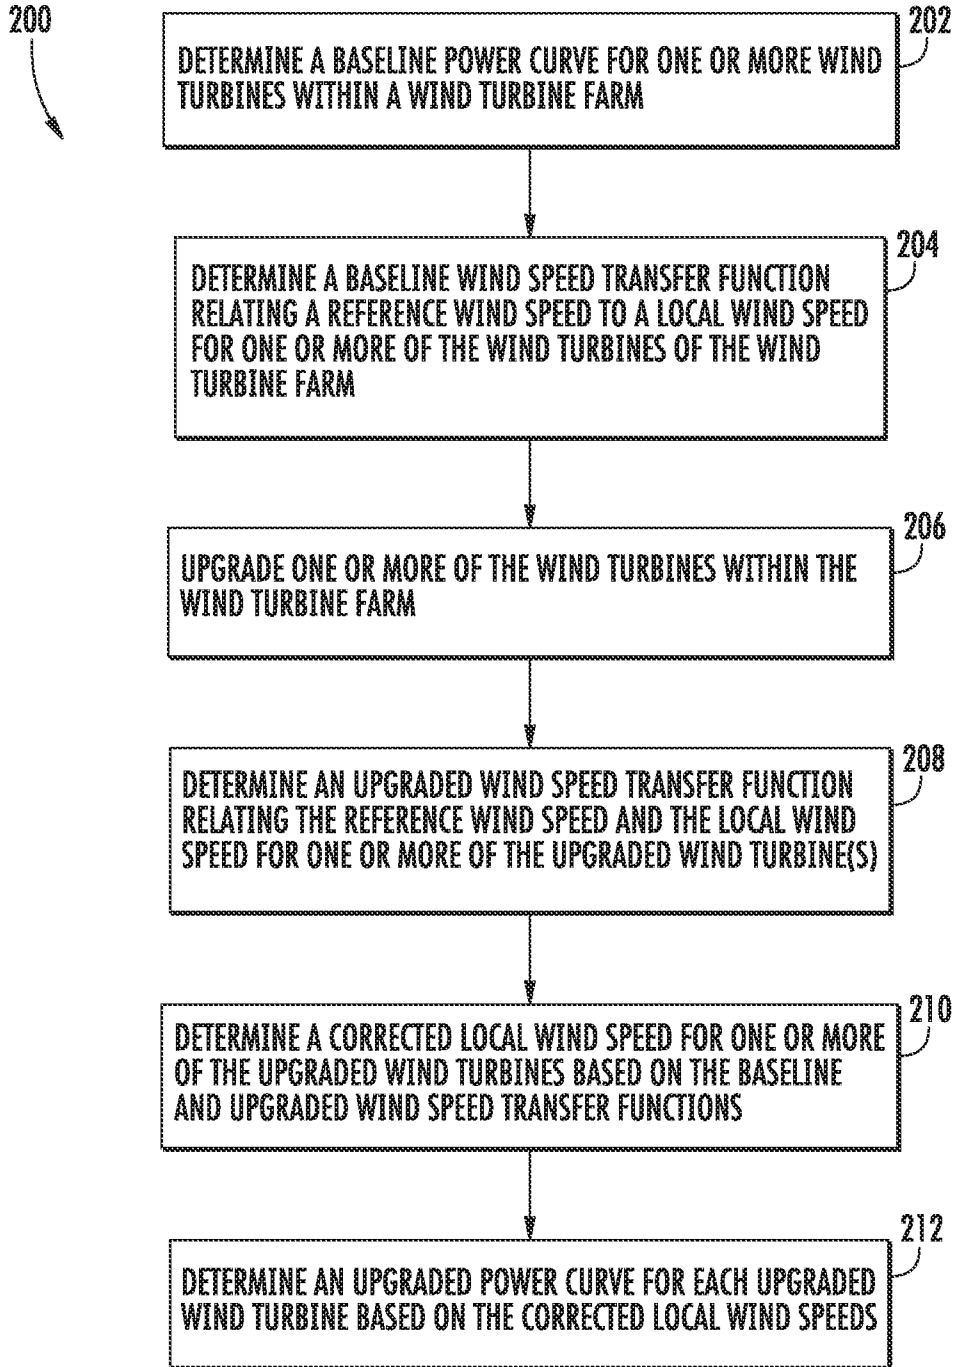 200
202
DETERMINE A BASELINE POWER CURVE FOR ONE OR MORE WIND
TURBINES WITHIN A WIND TURBINE FARM
204
DETERMINE A BASELINE WIND SPEED TRANSFER FUNCTION
RELATING A REFERENCE WIND SPEED TO A LOCAL WIND SPEED
FOR ONE OR MORE OF THE WIND TURBINES OF THE WIND
TURBINE FARM
206
UPGRADE ONE OR MORE OF THE WIND TURBINES WITHIN THE
WIND TURBINE FARM
208
DETERMINE AN UPGRADED WIND SPEED TRANSFER FUNCTION
RELATING THE REFERENCE WIND SPEED AND THE LOCAL WIND
SPEED FOR ONE OR MORE OF THE UPGRADED WIND TURBINE(S)
210
DETERMINE A CORRECTED LOCAL WIND SPEED FOR ONE OR MORE
OF THE UPGRADED WIND TURBINES BASED ON THE BASELINE
AND UPGRADED WIND SPEED TRANSFER FUNCTIONS
212
DETERMINE AN UPGRADED POWER CURVE FOR EACH UPGRADED
WIND TURBINE BASED ON THE CORRECTED LOCAL WIND SPEEDS